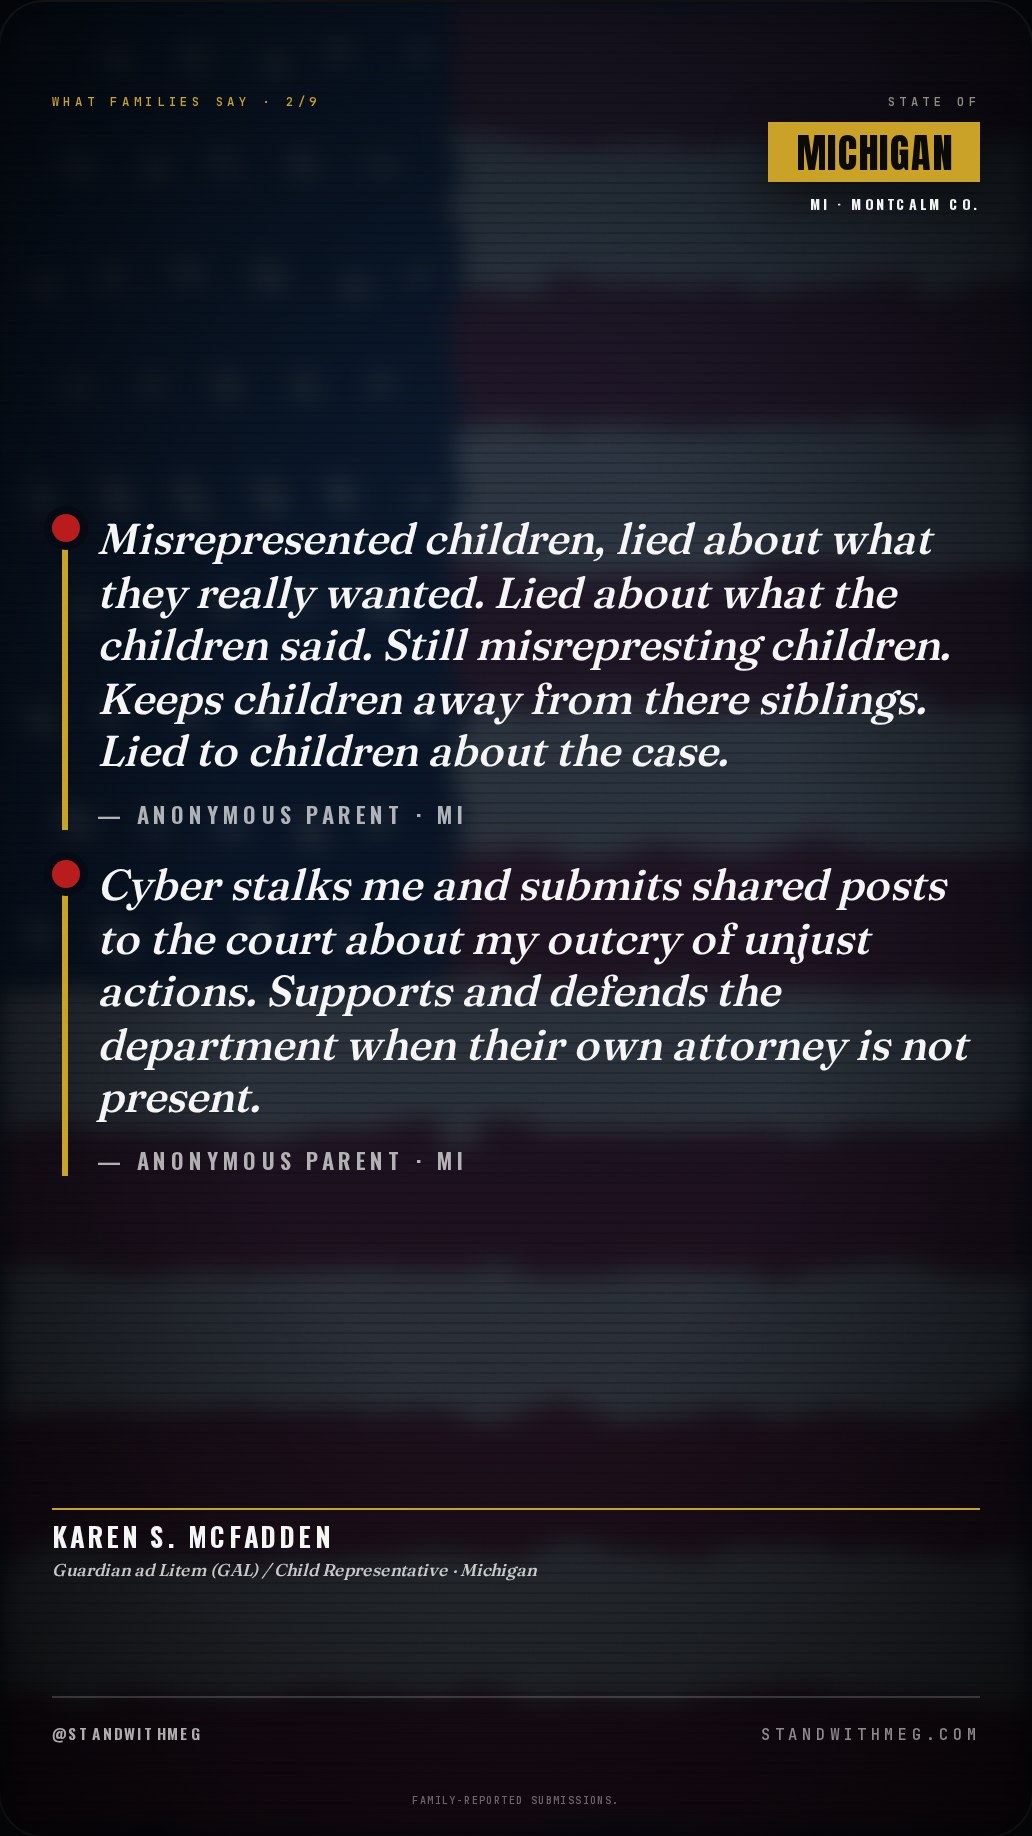 WHAT FAMILIES SAY · 2/9
STATE OF
MICHIGAN
MI · MONTCALM CO.
Misrepresented children, lied about what
they really wanted. Lied about what the
children said. Still misrepresting children.
Keeps children away from there siblings.
Lied to children about the case.
— ANONYMOUS PARENT · MI
Cyber stalks me and submits shared posts
to the court about my outcry of unjust
actions. Supports and defends the
department when their own attorney is not
present.
— ANONYMOUS PARENT · MI
KAREN S. MCFADDEN
Guardian ad Litem (GAL) / Child Representative · Michigan
@STANDWITHMEG
STANDWITHMEG.COM
FAMILY-REPORTED SUBMISSIONS.